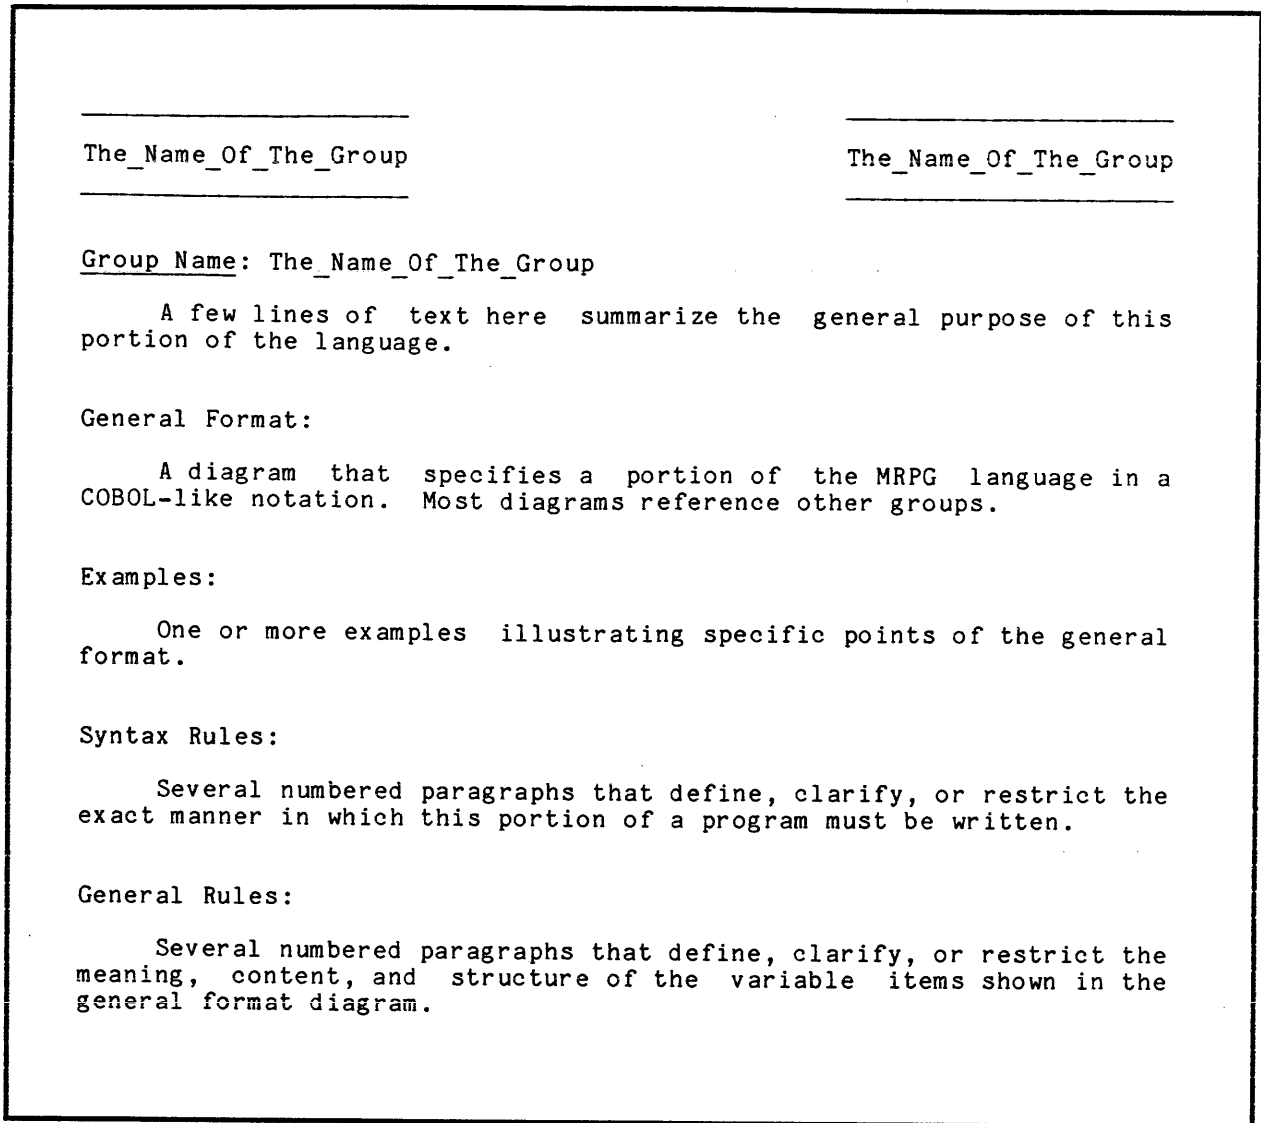 The_Name_Of_The_Group The_Name_Of_The_Group
Group Name: The_Name_Of_The_Group
A few lines of text here summarize the general purpose of this
portion of the language.
General Format:
A diagram that specifies a portion of the MRPG language in a
COBOL-like notation. Most diagrams reference other groups.
Examples:
One or more examples illustrating specific points of the general
format.
Syntax Rules:
Several numbered paragraphs that define, clarify, or restrict the
exact manner in which this portion of a program must be written.
General Rules:
Several numbered paragraphs that define, clarify, or restrict the
meaning, content, and structure of the variable items shown in the
general format diagram.